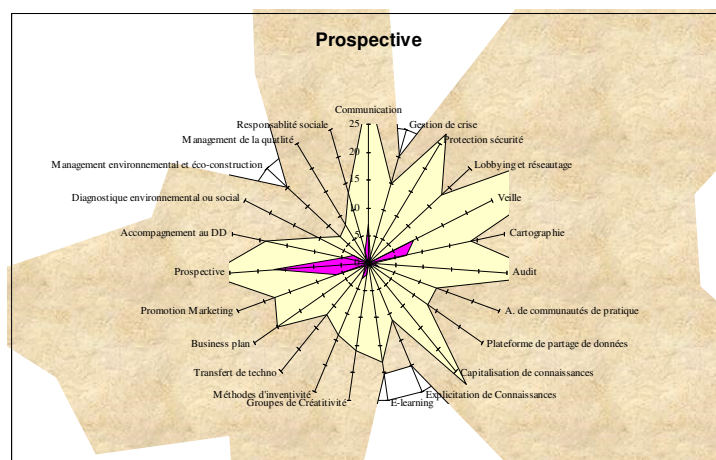 Prospective
Communication
25
Gestion de crise
Responsablité sociale
Management de la quatlité
Protection sécurité
20
Management environnemental et éco-construction
Lobbying et réseautage
15
Diagnostique environnemental ou social
Veille
10
Accompagnement au DD
Cartographie
5
0
Prospective
Audit
Promotion Marketing
A. de communautés de pratique
Business plan
Plateforme de partage de données
Transfert de techno
Capitalisation de connaissances
Méthodes d'inventivité
Explicitation de Connaissances
Groupes de Créatitivité
E-learning